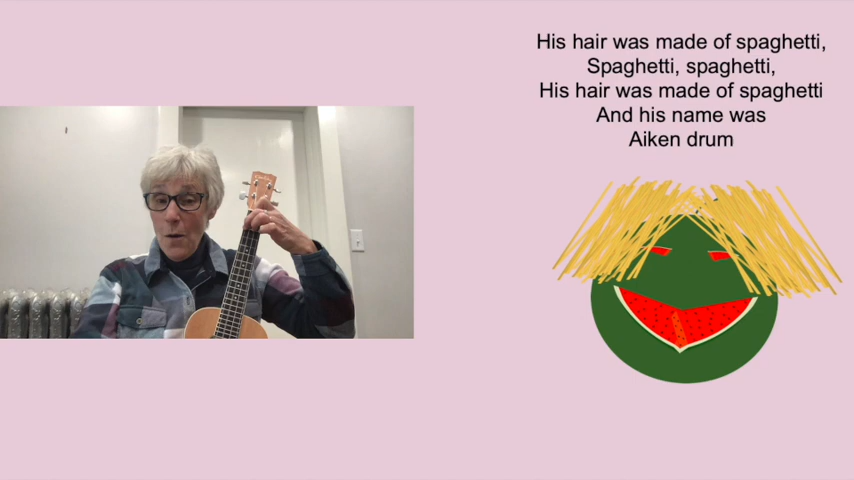 His hair was made of spaghetti,
Spaghetti, spaghetti,
His hair was made of spaghetti
And his name was
Aiken drum